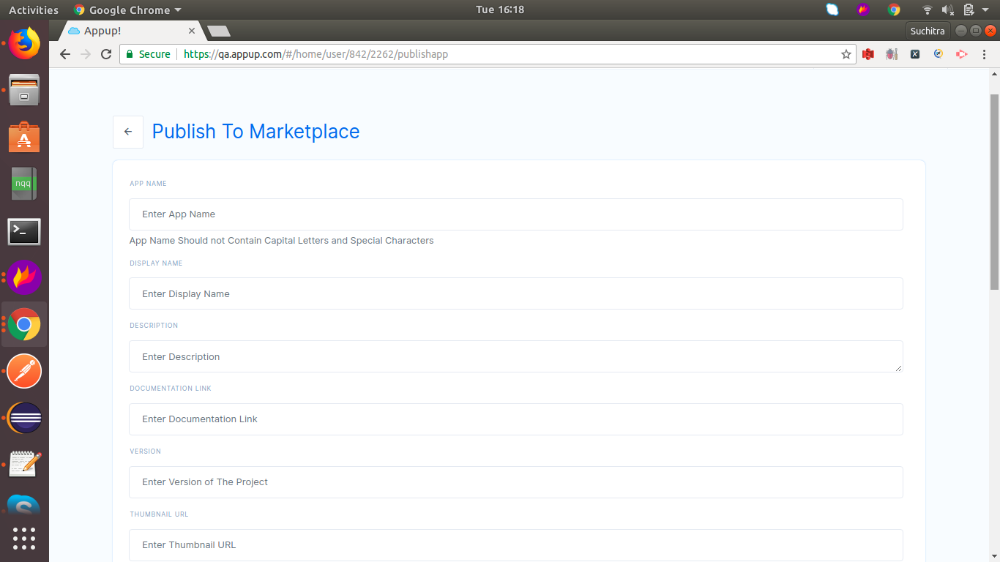 Activities
Google Chrome
Tue 16:18
Appup!
Suchitra
Secure
https://qa.appup.com/#/home/user/842/2262/publishapp
nqq
Publish To Marketplace
APP NAME
Enter App Name
App Name Should not Contain Capital Letters and Special Characters
DISPLAY NAME
Enter Display Name
DESCRIPTION
Enter Description
DOCUMENTATION LINK
Enter Documentation Link
VERSION
Enter Version of The Project
THUMBNAIL URL
Enter Thumbnail URL